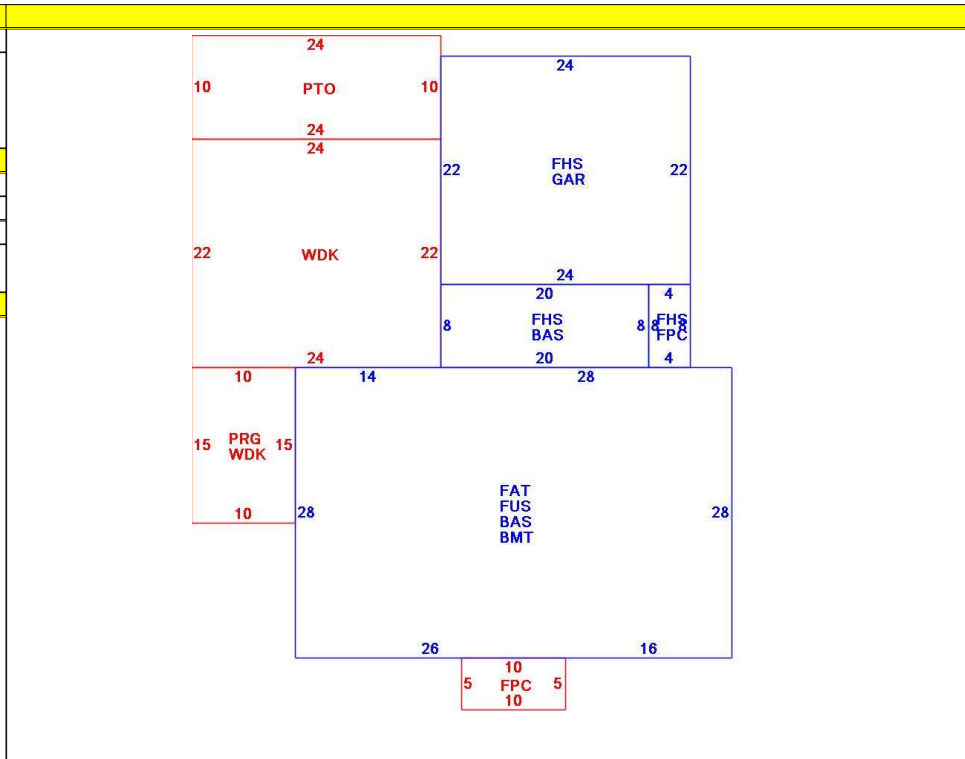 24
10 PTO 10
24
24
22 WDK 22
24
24
22 FHS 22
GAR
24
20
8 FHS 8
BAS
20
4
8 FHS 8
FPC
4
10
15 PRG 15
WDK
10
14 28
28 FAT 28
FUS
BAS
BMT
26 16
10
5 FPC 5
10